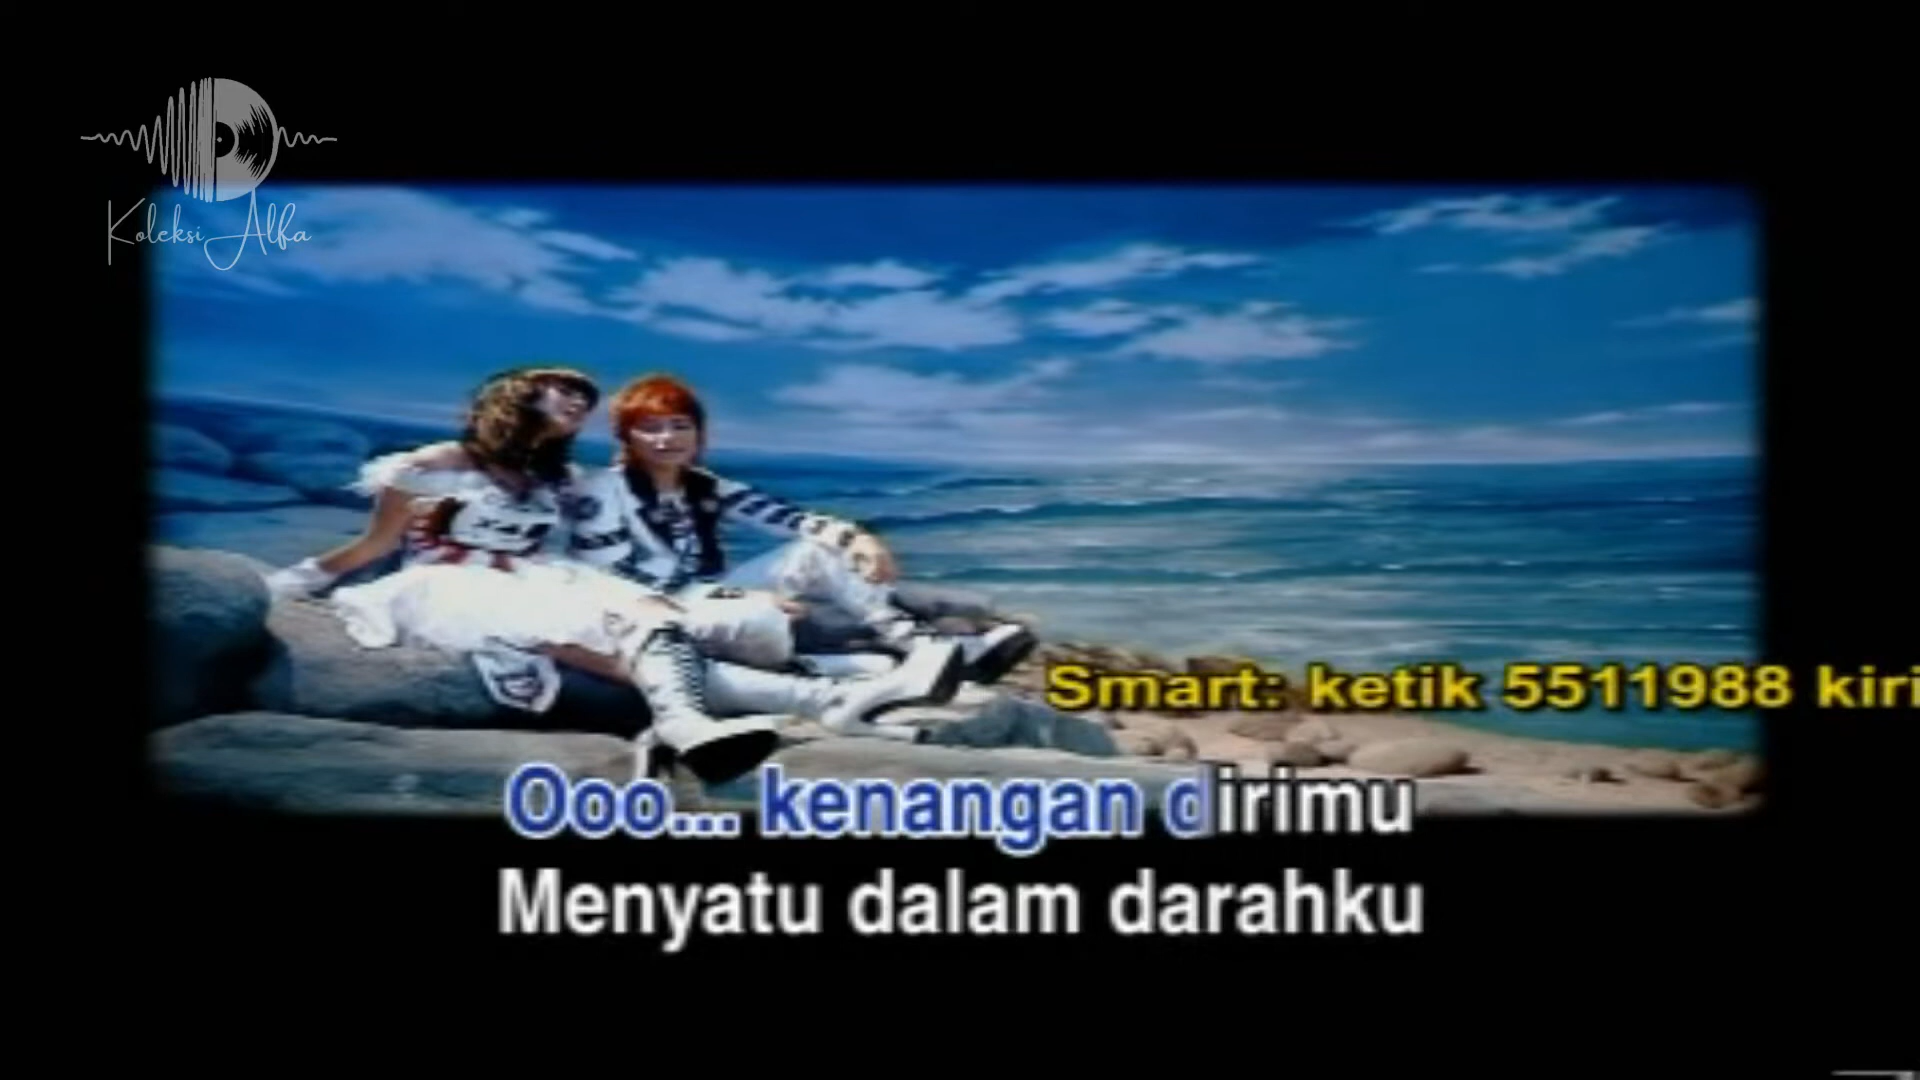 Koleksi Alfa
Smart: ketik 5511988 kiri
Ooo... kenangan dirimu
Menyatu dalam darahku